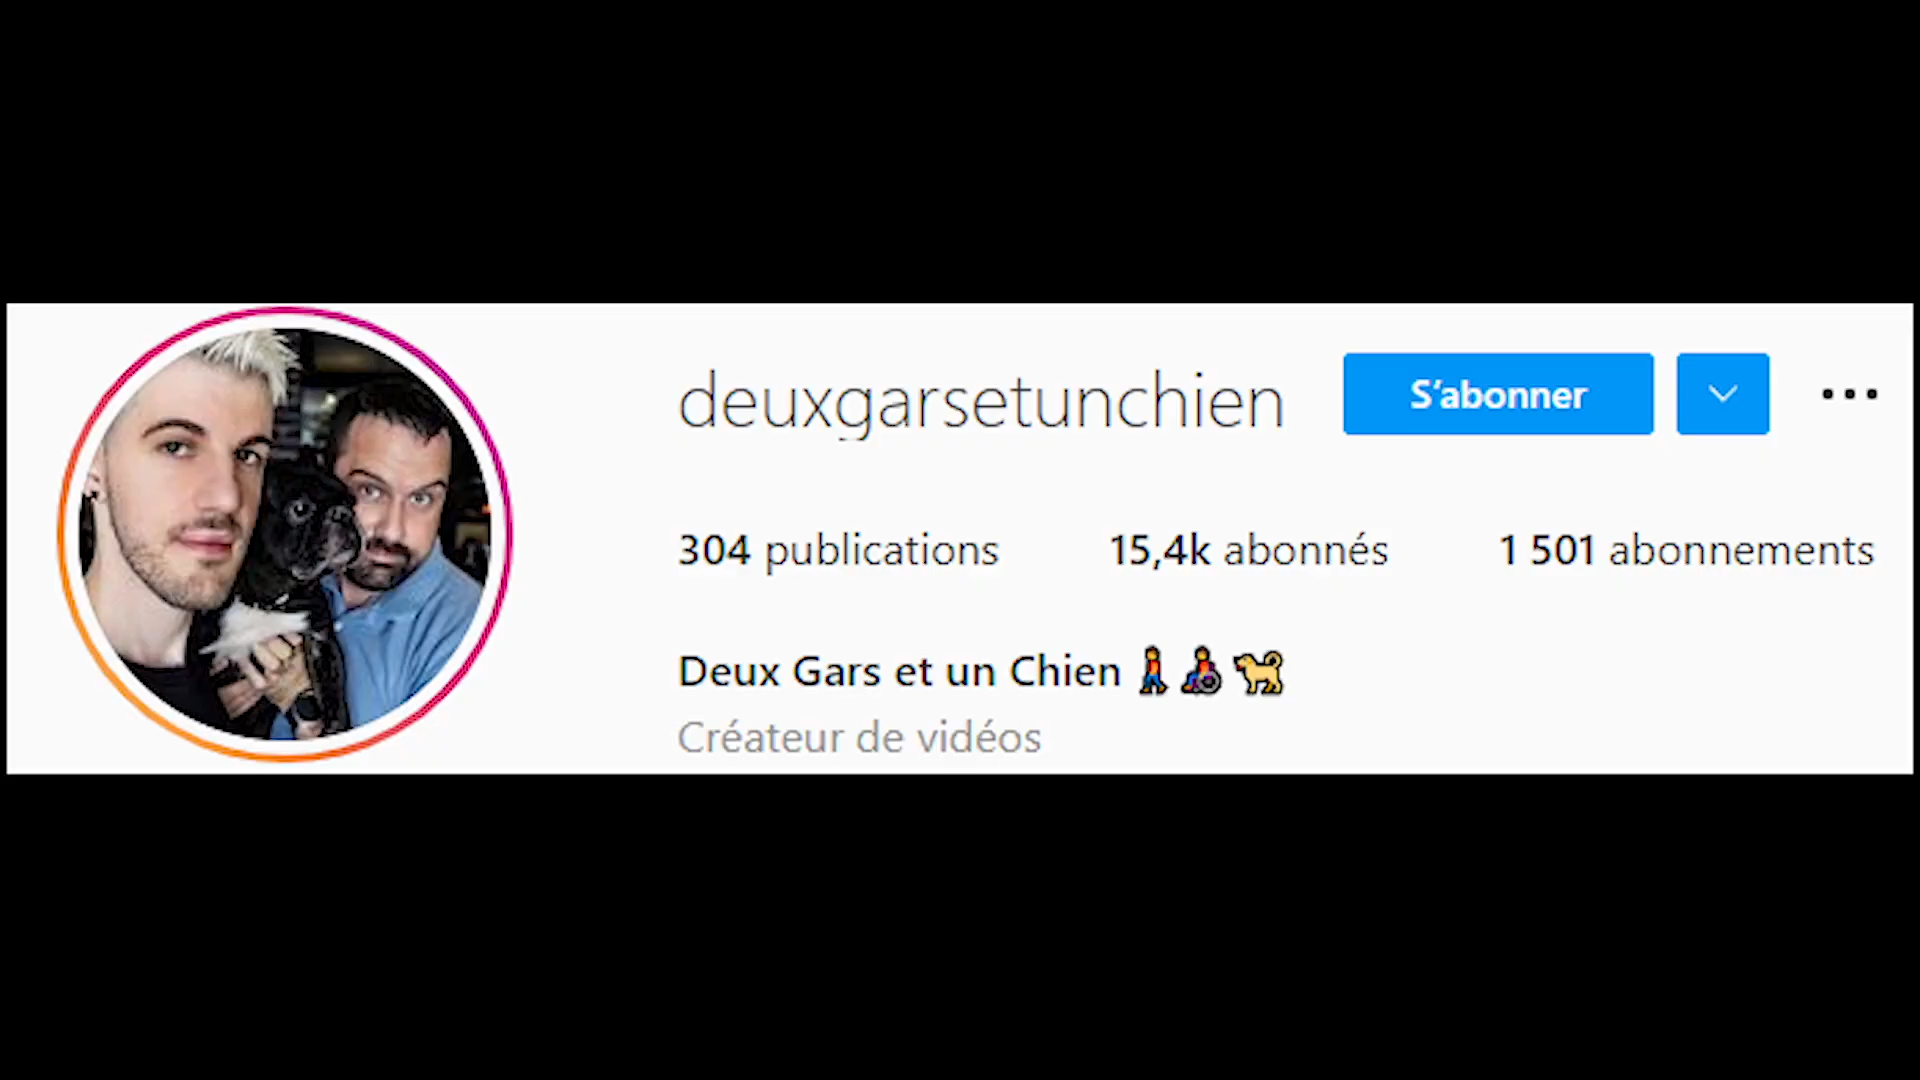 deuxgarsetunchien S'abonner
304 publications 15,4k abonnés 1 501 abonnements
Deux Gars et un Chien 🚶🧑‍🦽🐕
Créateur de vidéos